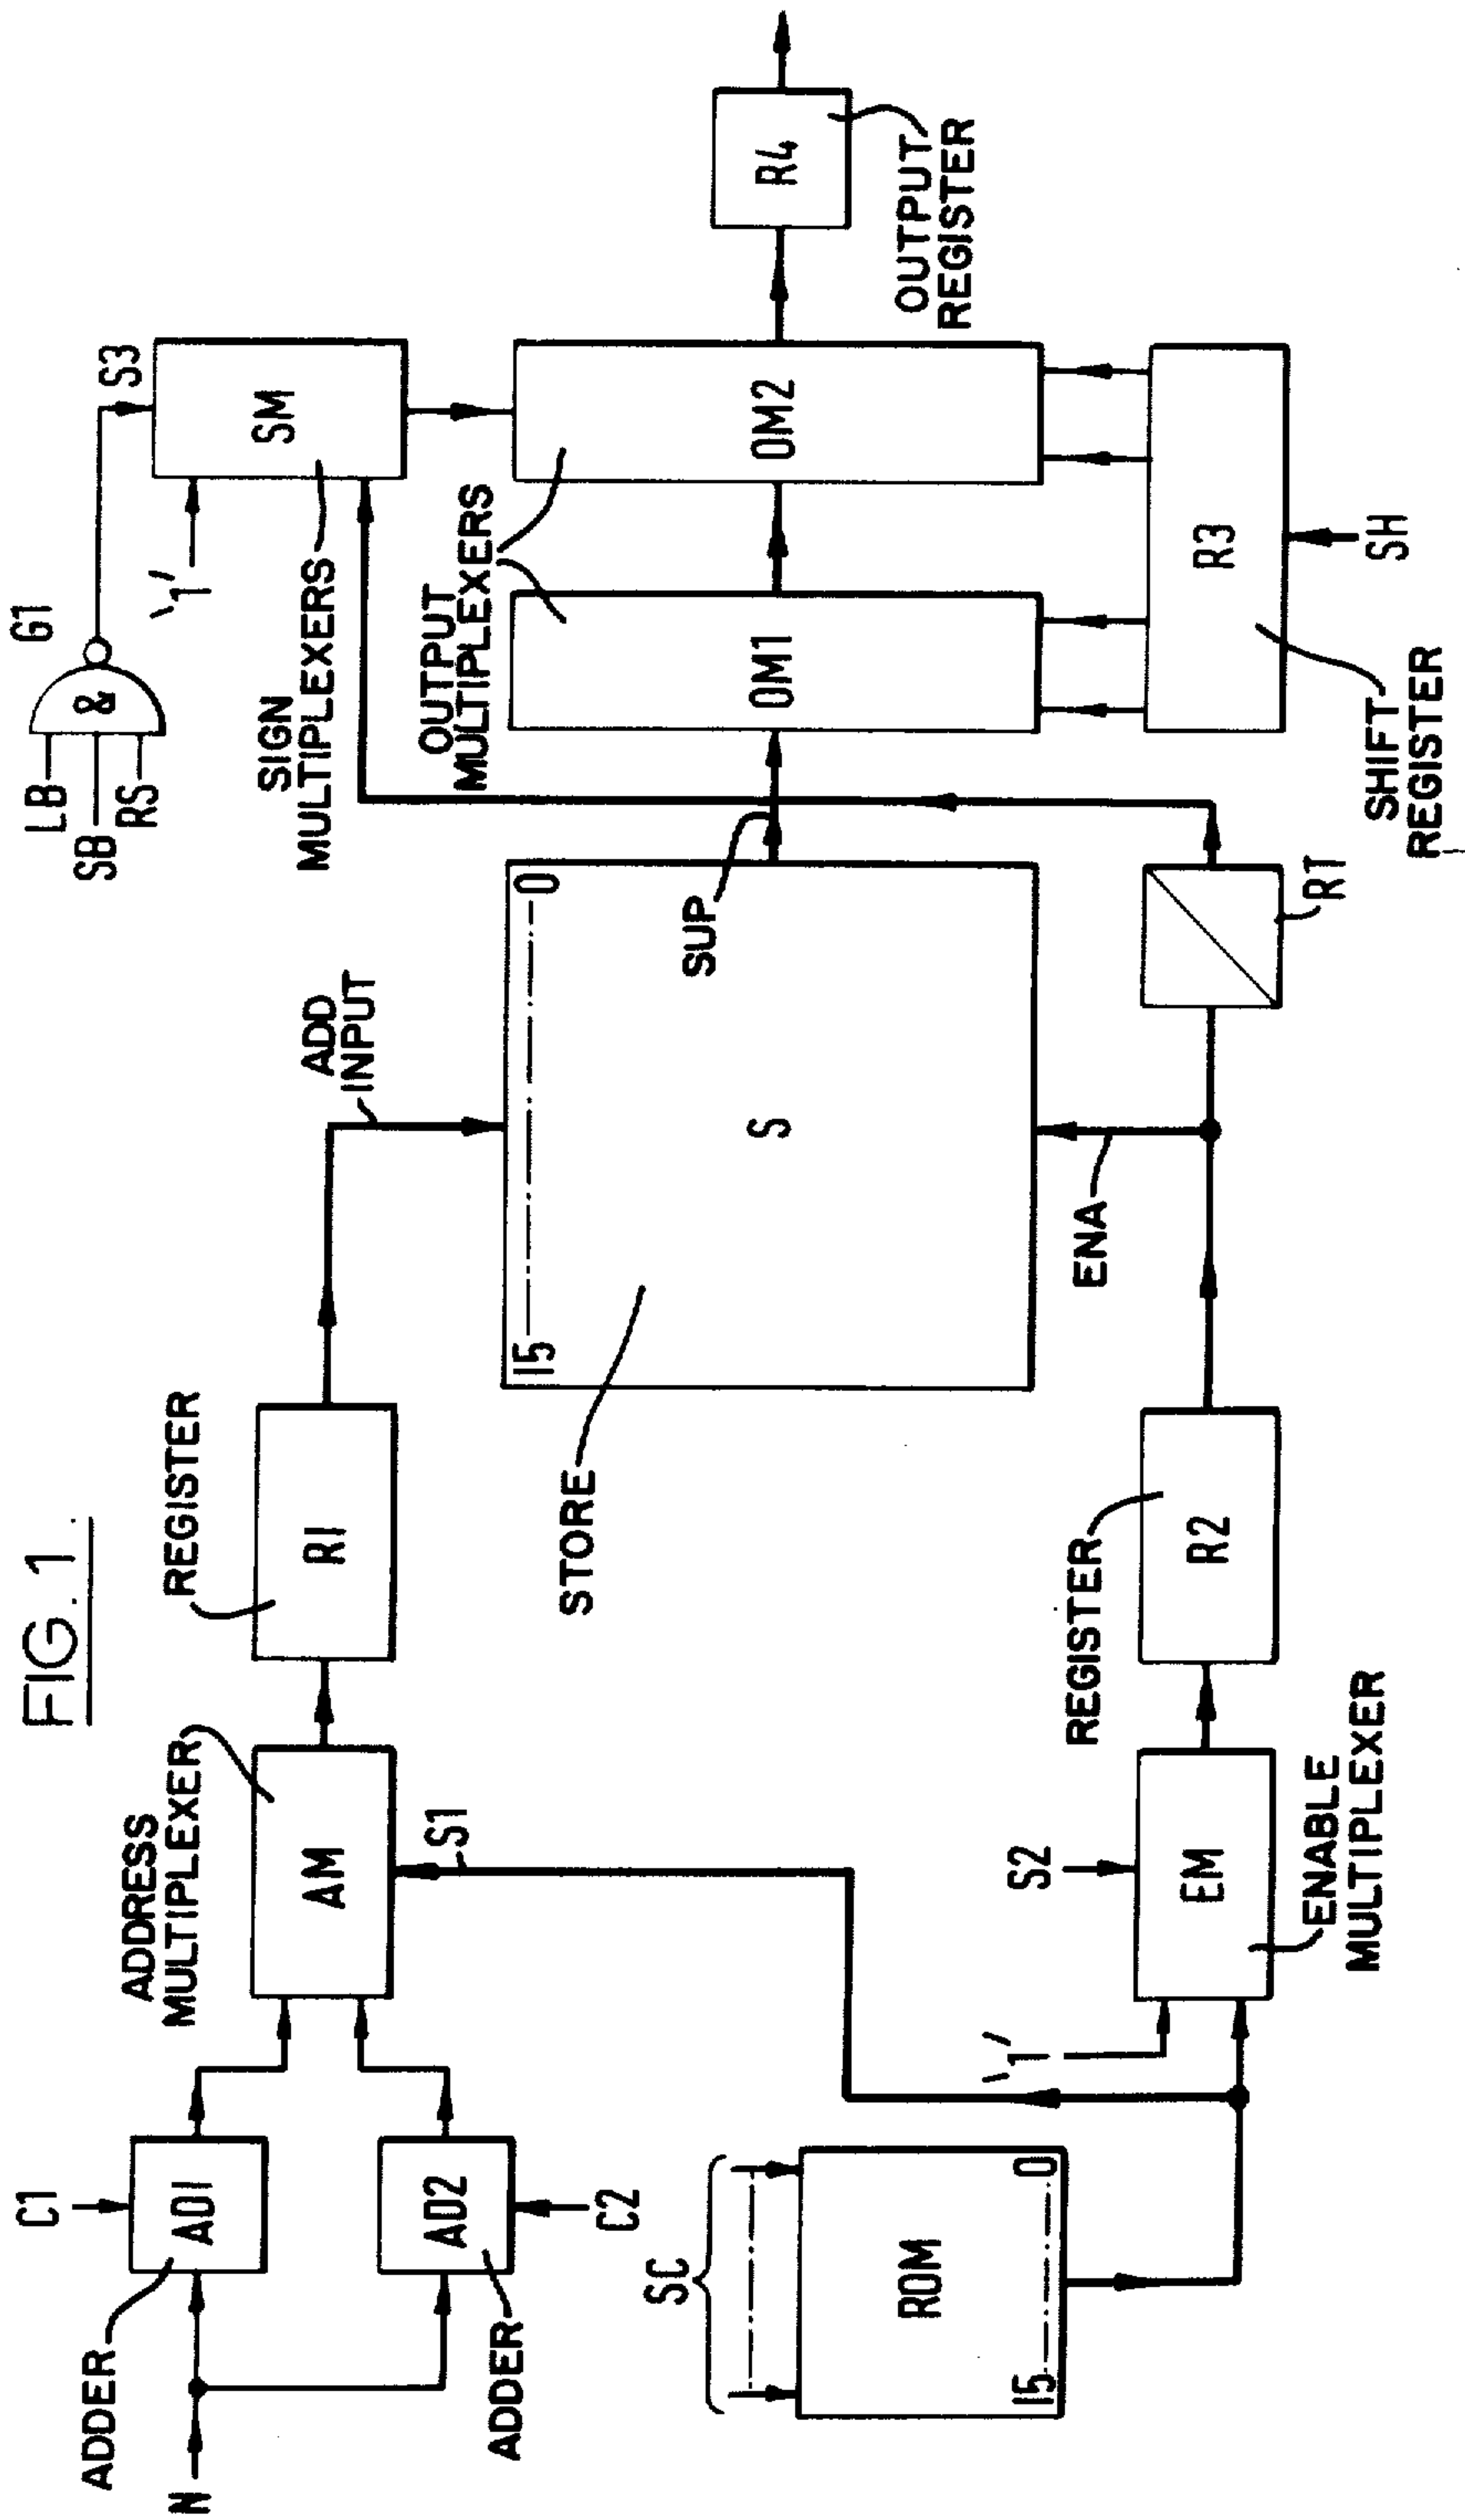 FIG. 1.
N
ADDER
C1
AD1
AD2
C2
ADDER
ADDRESS
MULTIPLEXER
AM
S1
REGISTER
R1
ADD
INPUT
SC
ROM
15
0
'1'
S2
EM
ENABLE
MULTIPLEXER
REGISTER
R2
STORE
15
0
S
ENA
SUP
RT
LB
SB
RS
&
G1
'1'
S3
SIGN
MULTIPLEXERS
SM
OUTPUT
MULTIPLEXERS
OM1
OM2
R3
SH
SHIFT
REGISTER
R4
OUTPUT
REGISTER